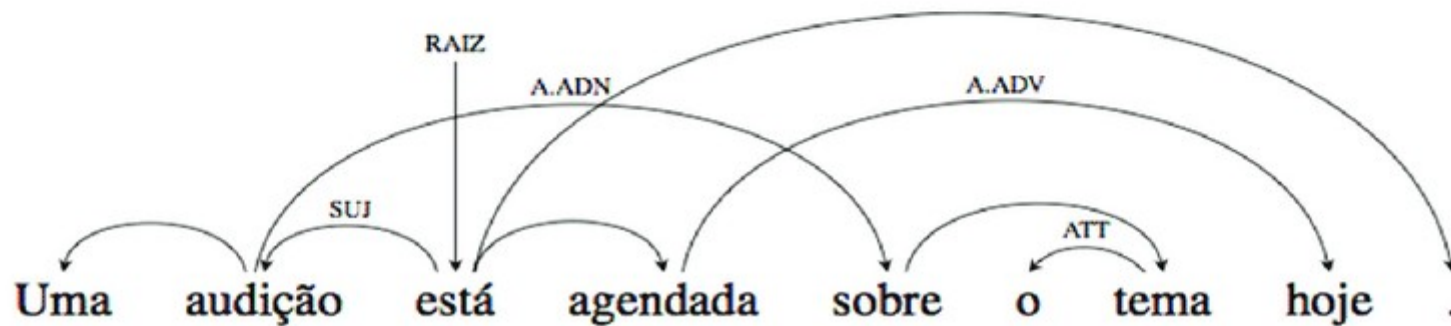 RAIZ
A.ADN
A.ADV
SUJ
ATT
Uma audição está agendada sobre o tema hoje .